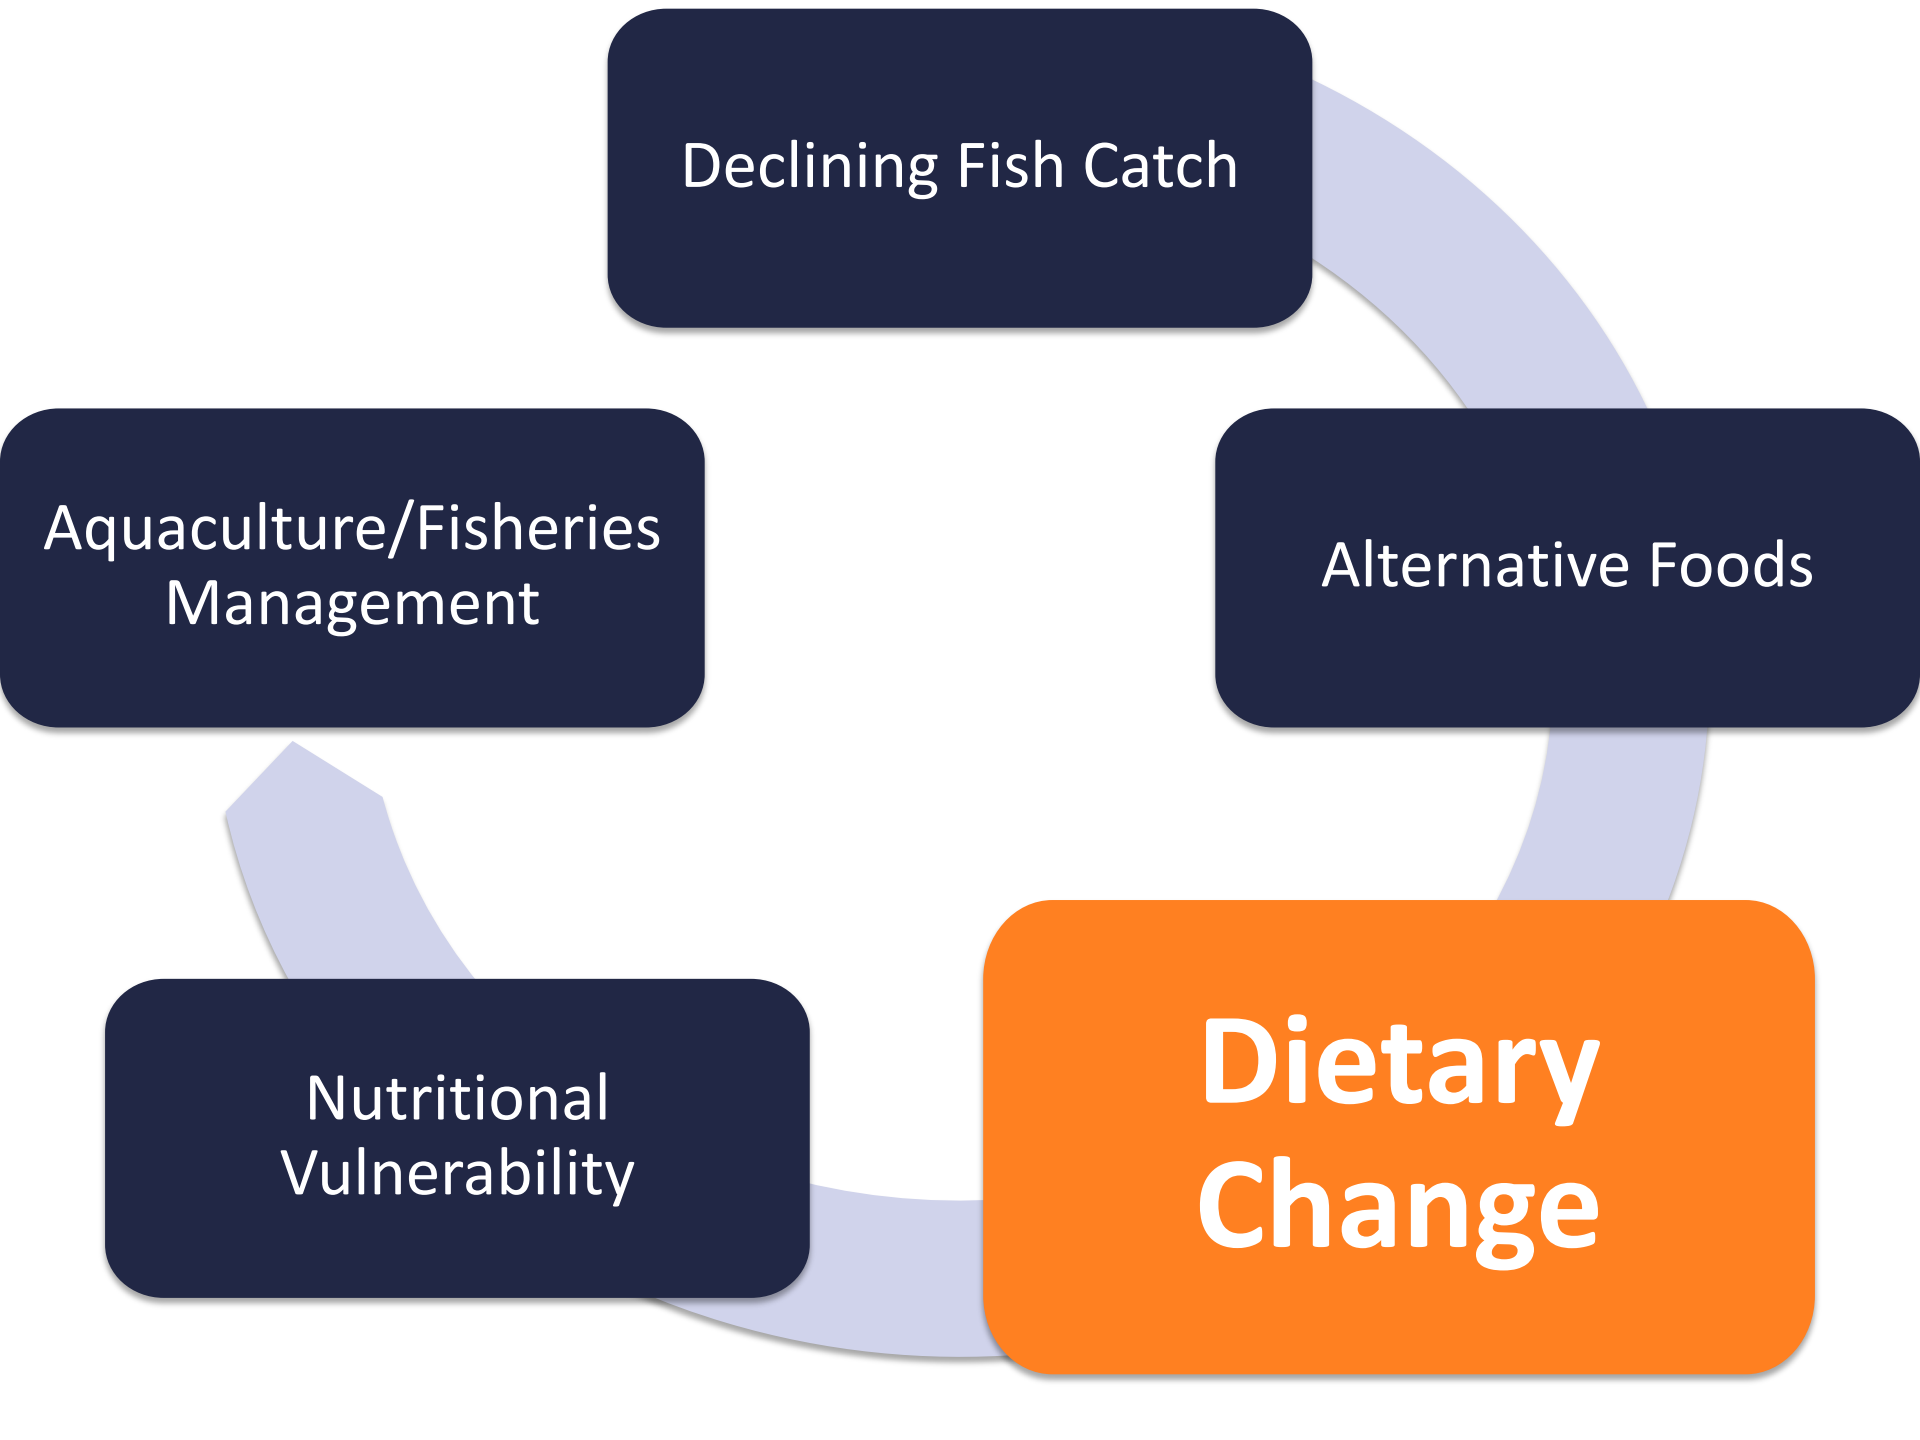 Declining Fish Catch
Alternative Foods
Dietary
Change
Nutritional
Vulnerability
Aquaculture/Fisheries
Management